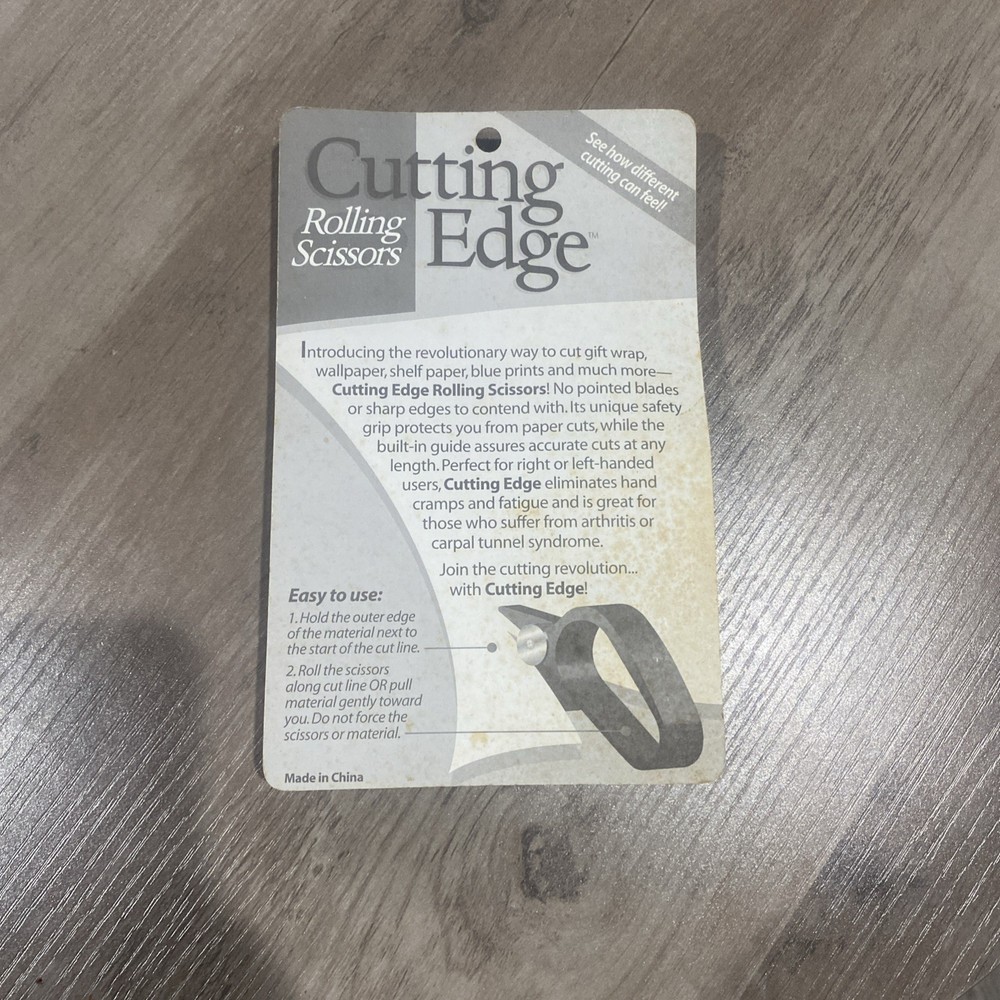 Cutting
Edge™
Rolling
Scissors
See how different
cutting can feel!
Introducing the revolutionary way to cut gift wrap,
wallpaper, shelf paper, blue prints and much more—
Cutting Edge Rolling Scissors! No pointed blades
or sharp edges to contend with. Its unique safety
grip protects you from paper cuts, while the
built-in guide assures accurate cuts at any
length. Perfect for right or left-handed
users, Cutting Edge eliminates hand
cramps and fatigue and is great for
those who suffer from arthritis or
carpal tunnel syndrome.
Join the cutting revolution...
with Cutting Edge!
Easy to use:
1. Hold the outer edge
of the material next to
the start of the cut line.
2. Roll the scissors
along cut line OR pull
material gently toward
you. Do not force the
scissors or material.
Made in China